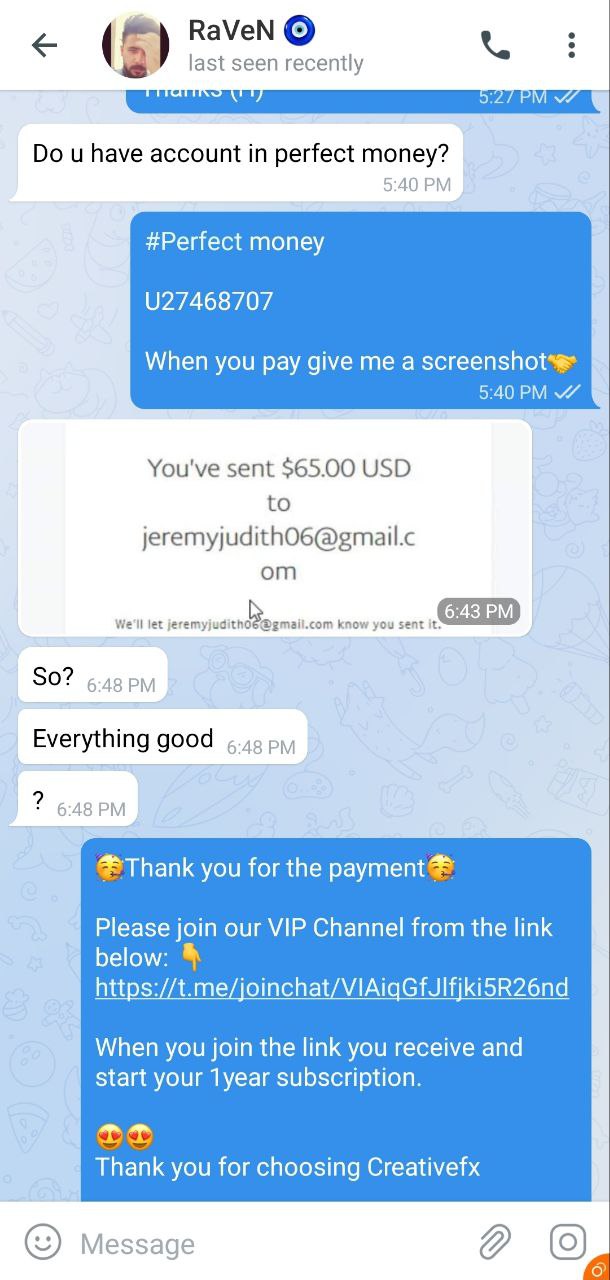 RaVeN 🧿
last seen recently
Thanks (H)
5:27 PM
Do u have account in perfect money?
5:40 PM
#Perfect money
U27468707
When you pay give me a screenshot🤝
5:40 PM
You've sent $65.00 USD
to
jeremyjudith06@gmail.c
om
We'll let jeremyjudith06@gmail.com know you sent it.
6:43 PM
So? 6:48 PM
Everything good 6:48 PM
? 6:48 PM
🥳Thank you for the payment🥳
Please join our VIP Channel from the link
below: 👇
https://t.me/joinchat/VIAiqGfJlfjki5R26nd
When you join the link you receive and
start your 1year subscription.
😍😍
Thank you for choosing Creativefx
Message